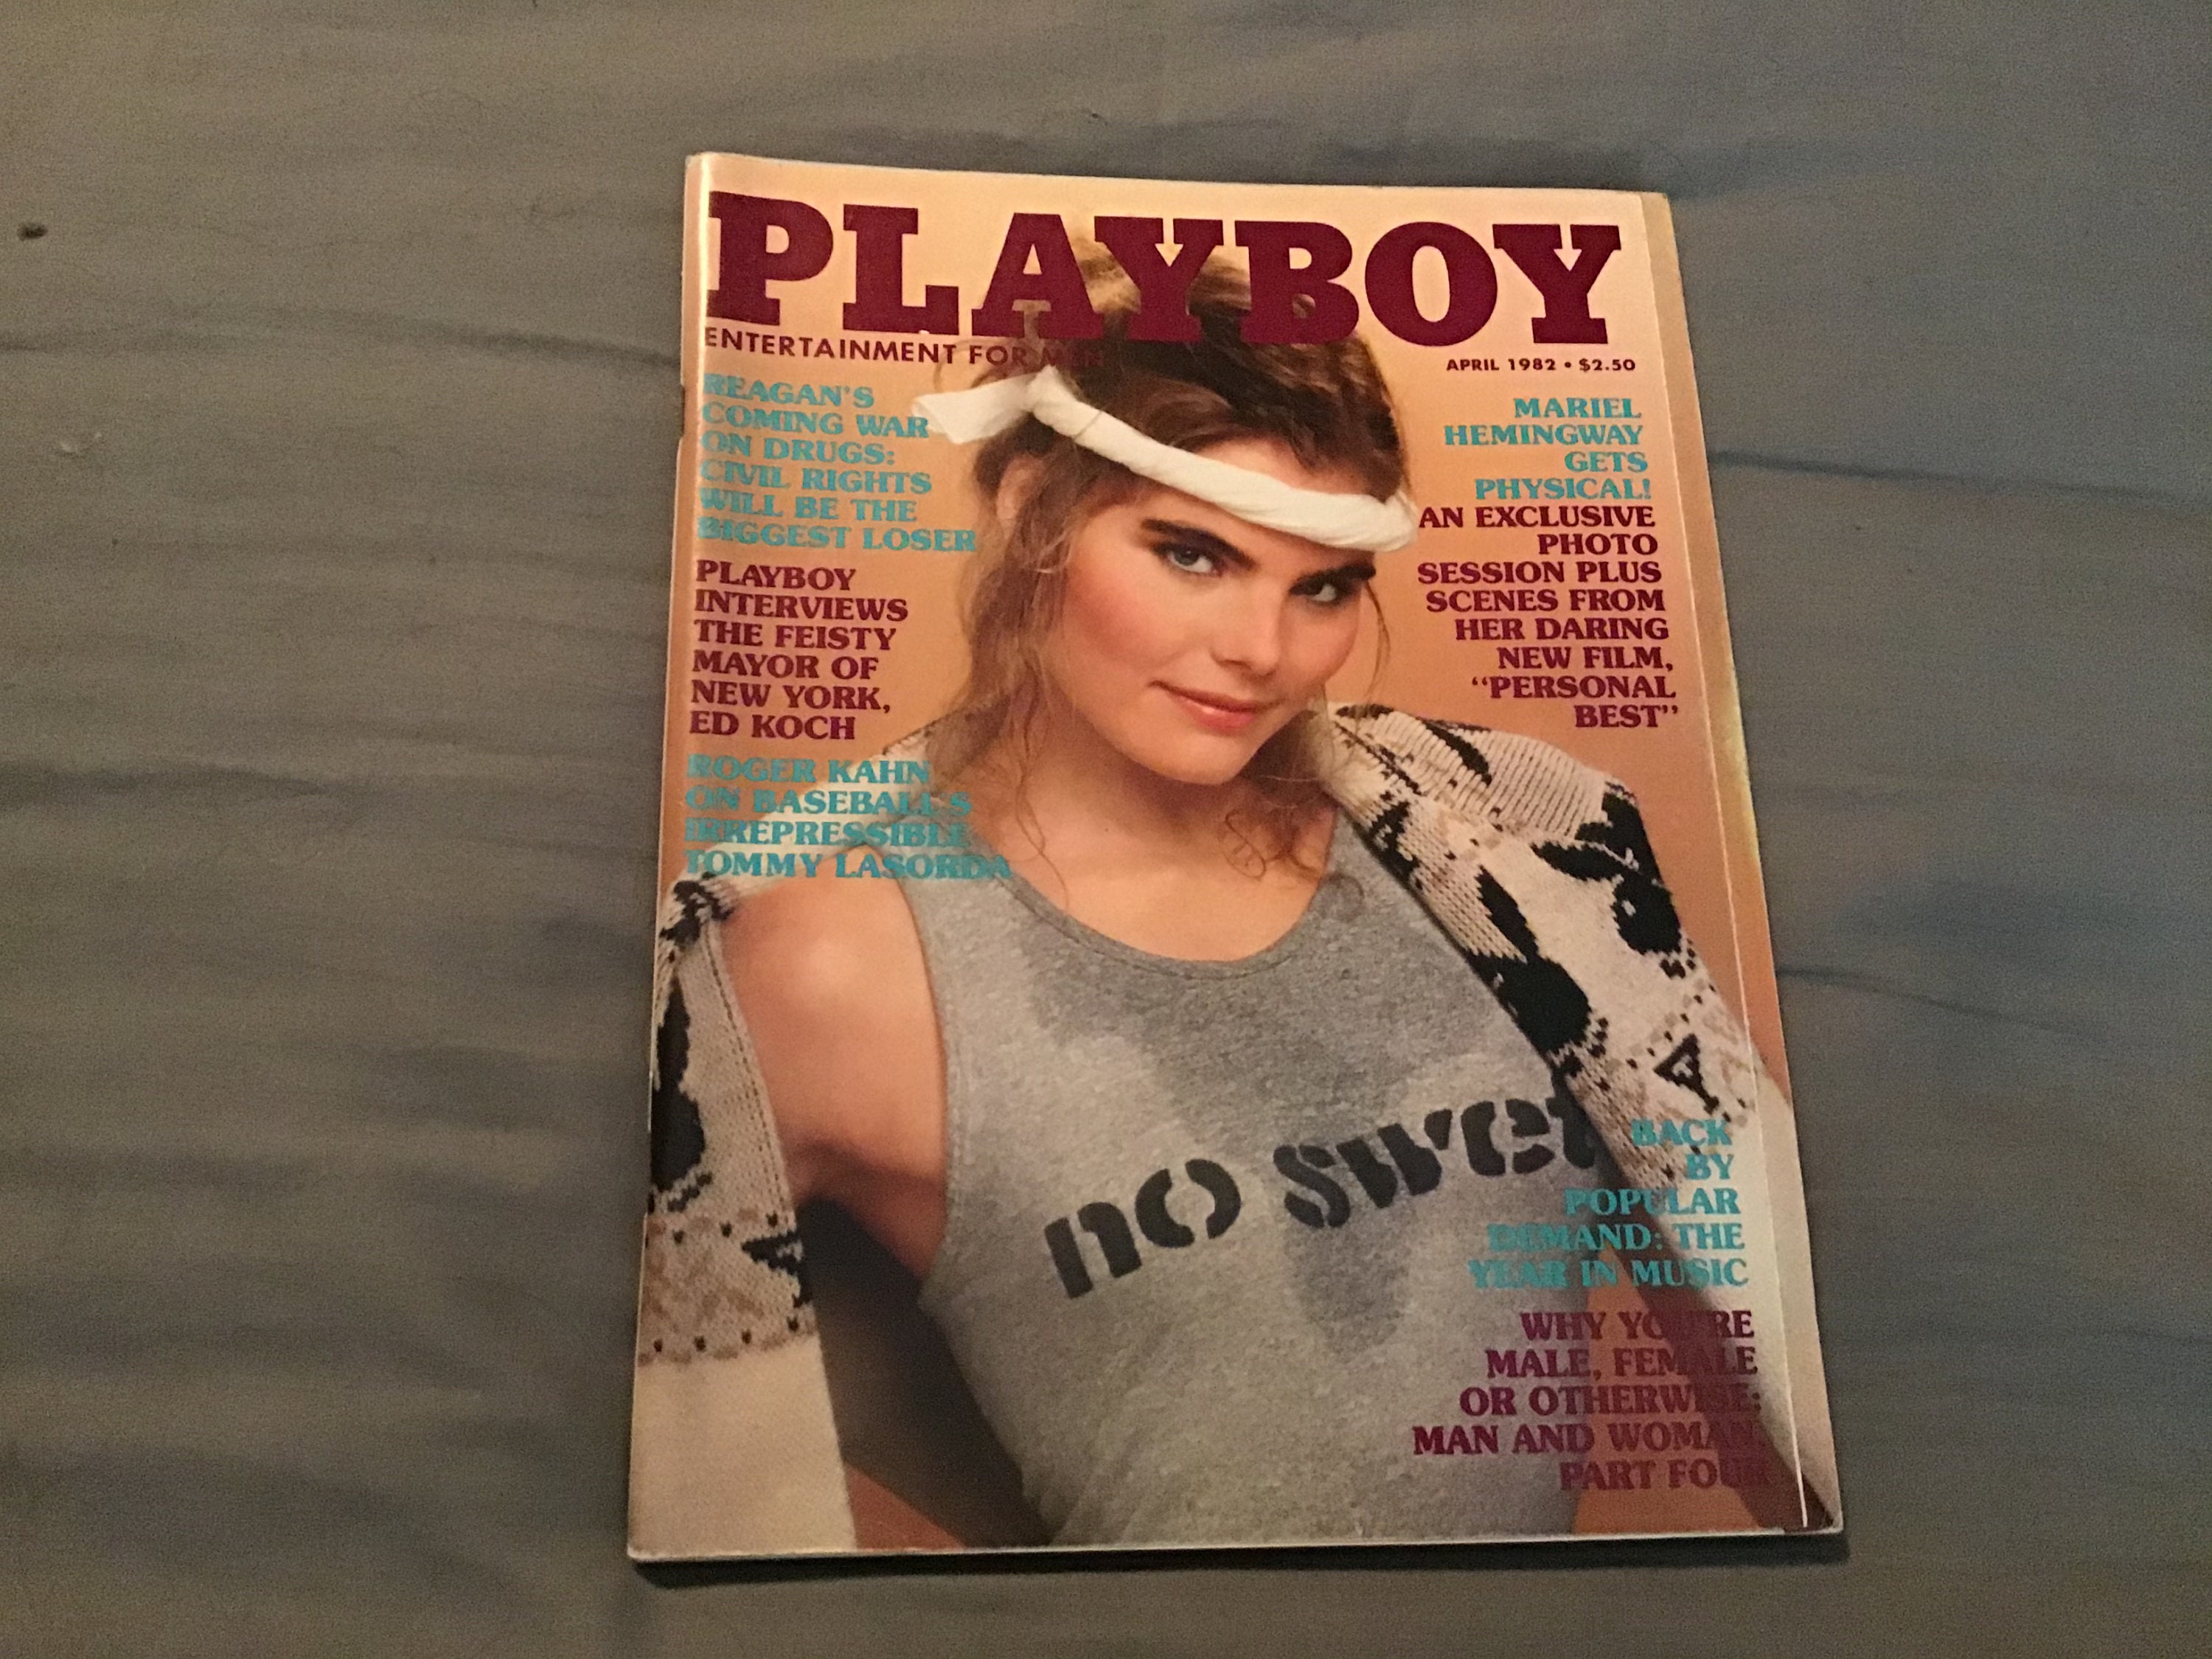 PLAYBOY
ENTERTAINMENT FOR MEN
APRIL 1982 • $2.50
REAGAN'S
COMING WAR
ON DRUGS:
CIVIL RIGHTS
WILL BE THE
BIGGEST LOSER
PLAYBOY
INTERVIEWS
THE FEISTY
MAYOR OF
NEW YORK,
ED KOCH
ROGER KAHN
ON BASEBALL'S
IRREPRESSIBLE
TOMMY LASORDA
MARIEL
HEMINGWAY
GETS
PHYSICAL!
AN EXCLUSIVE
PHOTO
SESSION PLUS
SCENES FROM
HER DARING
NEW FILM,
"PERSONAL
BEST"
no swet
BACK
BY
POPULAR
DEMAND: THE
YEAR IN MUSIC
WHY YOU'RE
MALE, FEMALE
OR OTHERWISE:
MAN AND WOMAN,
PART FOUR